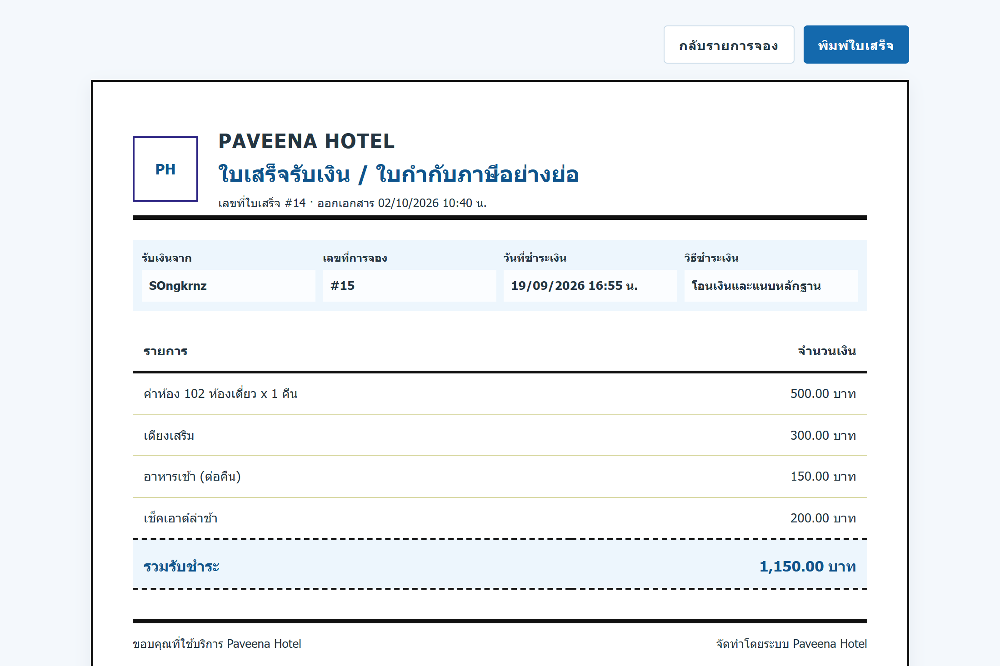 กลับรายการจอง พิมพ์ใบเสร็จ
PH
PAVEENA HOTEL
ใบเสร็จรับเงิน / ใบกำกับภาษีอย่างย่อ
เลขที่ใบเสร็จ #14 · ออกเอกสาร 02/10/2026 10:40 น.
รับเงินจาก เลขที่การจอง วันที่ชำระเงิน วิธีชำระเงิน
SOngkrnz #15 19/09/2026 16:55 น. โอนเงินและแนบหลักฐาน
รายการ จำนวนเงิน
ค่าห้อง 102 ห้องเดี่ยว x 1 คืน 500.00 บาท
เตียงเสริม 300.00 บาท
อาหารเช้า (ต่อคืน) 150.00 บาท
เช็คเอาต์ล่าช้า 200.00 บาท
รวมรับชำระ 1,150.00 บาท
ขอบคุณที่ใช้บริการ Paveena Hotel จัดทำโดยระบบ Paveena Hotel